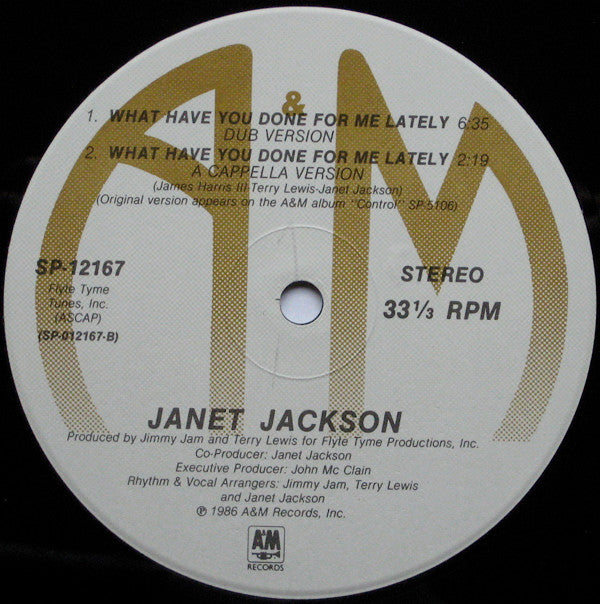 A&M
1. WHAT HAVE YOU DONE FOR ME LATELY 6:35
DUB VERSION
2. WHAT HAVE YOU DONE FOR ME LATELY 2:19
A CAPPELLA VERSION
(James Harris III-Terry Lewis-Janet Jackson)
(Original version appears on the A&M album "Control" SP-5106)
SP-12167
Flyte Tyme
Tunes, Inc.
(ASCAP)
(SP-012167-B)
STEREO
33 1/3 RPM
JANET JACKSON
Produced by Jimmy Jam and Terry Lewis for Flyte Tyme Productions, Inc.
Co-Producer: Janet Jackson
Executive Producer: John Mc Clain
Rhythm & Vocal Arrangers: Jimmy Jam, Terry Lewis
and Janet Jackson
℗ 1986 A&M Records, Inc.
A&M
RECORDS